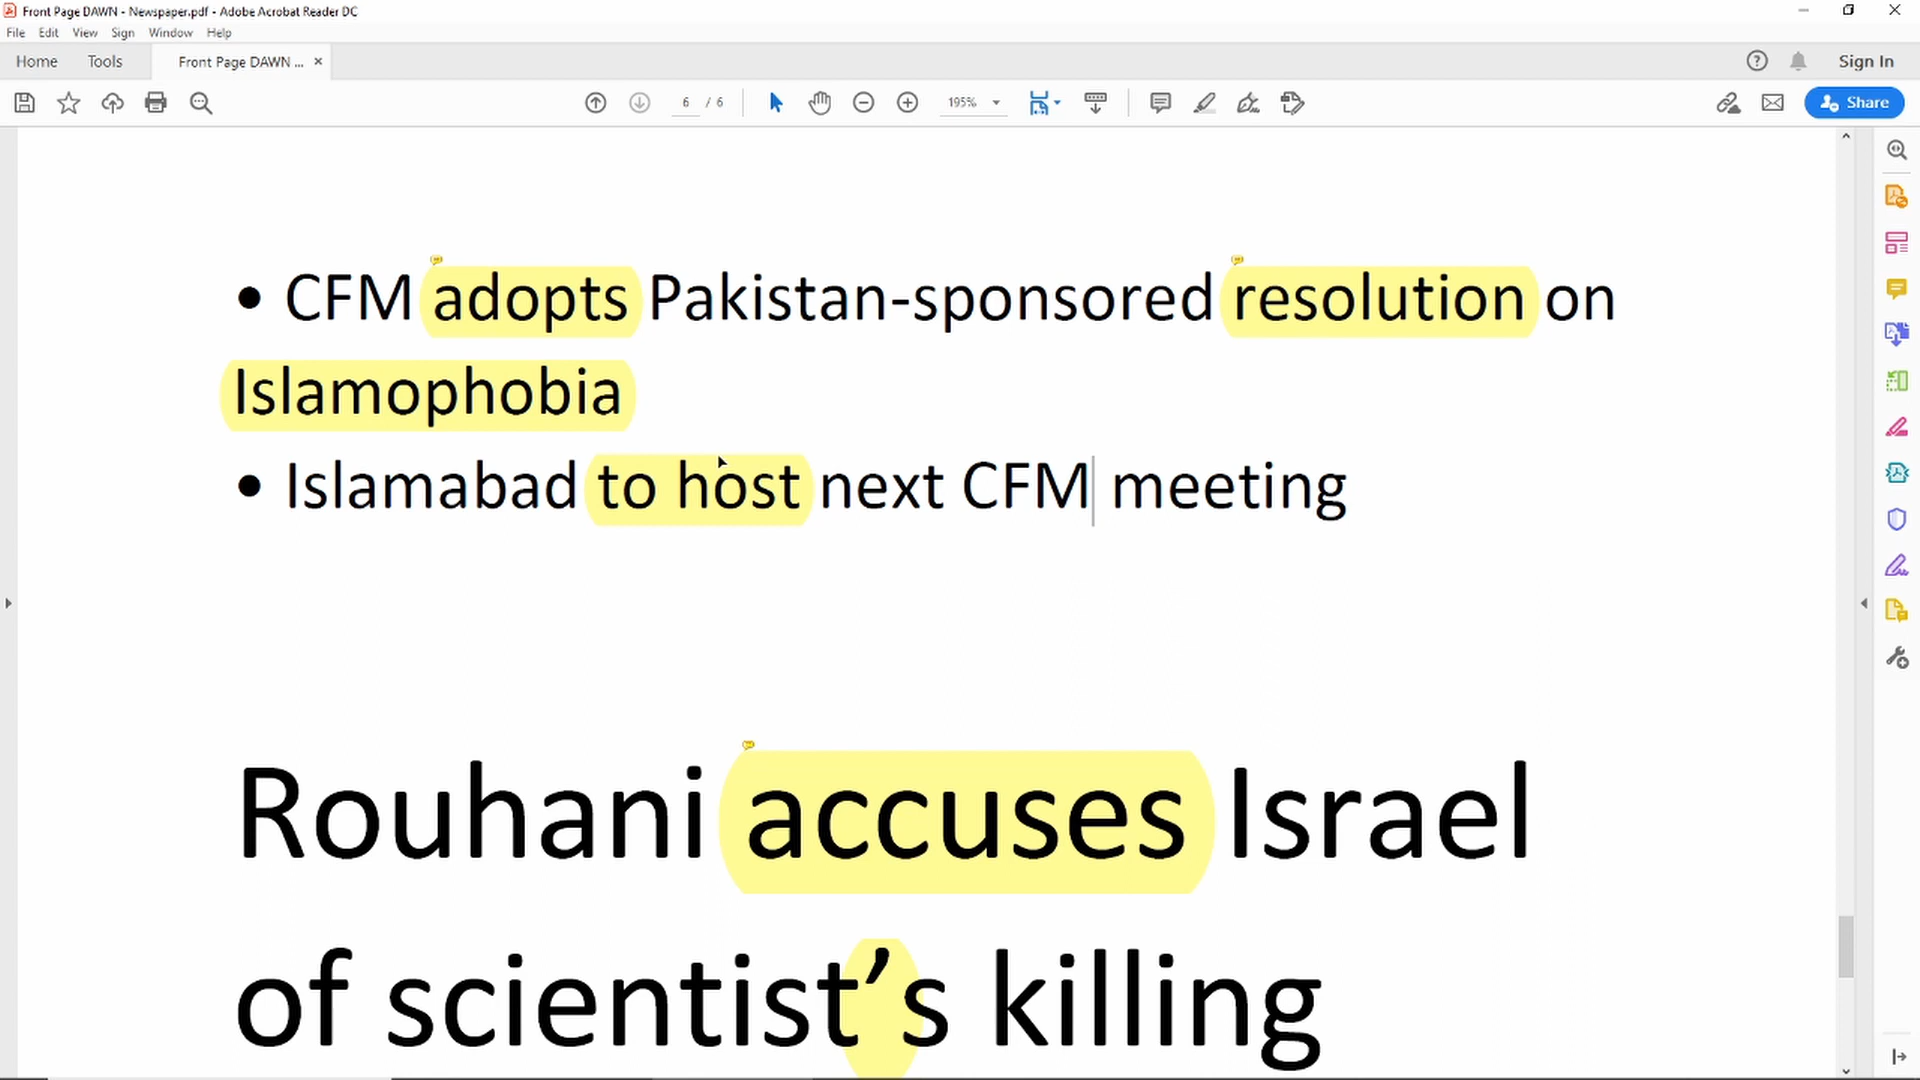 Front Page DAWN - Newspaper.pdf - Adobe Acrobat Reader DC
File Edit View Sign Window Help
Home Tools Front Page DAWN ... × Sign In
6 / 6 195% Share
• CFM adopts Pakistan-sponsored resolution on
Islamophobia
• Islamabad to host next CFM meeting
Rouhani accuses Israel
of scientist’s killing